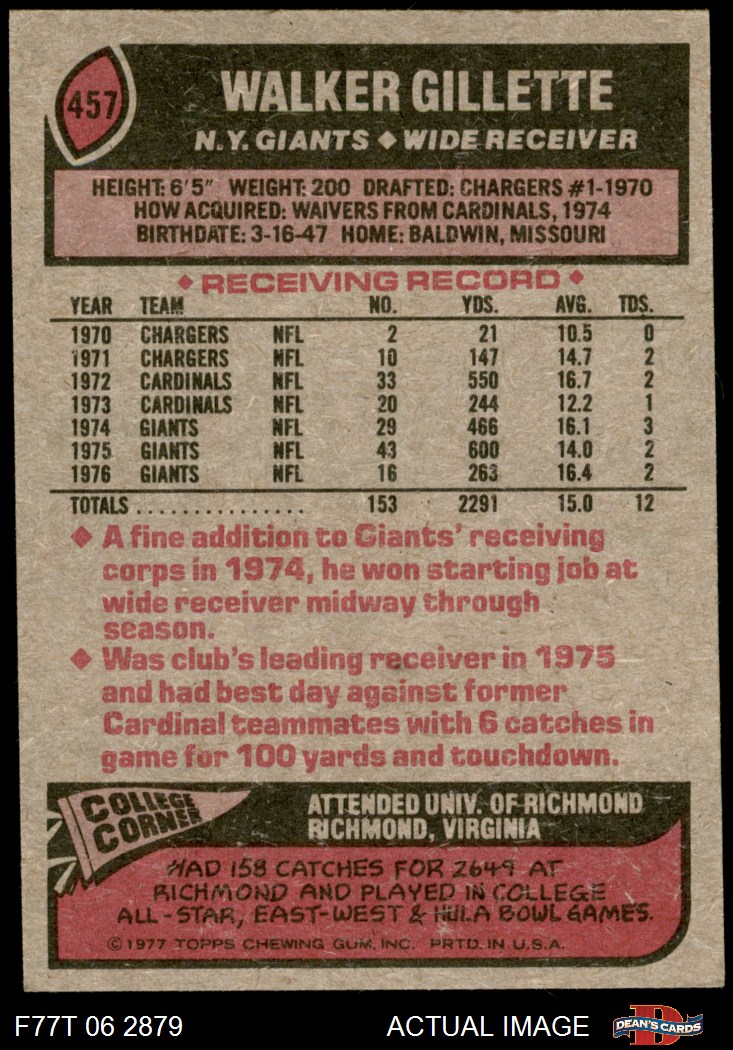 457
WALKER GILLETTE
N.Y. GIANTS ◆ WIDE RECEIVER
HEIGHT: 6'5" WEIGHT: 200 DRAFTED: CHARGERS #1-1970
HOW ACQUIRED: WAIVERS FROM CARDINALS, 1974
BIRTHDATE: 3-16-47 HOME: BALDWIN, MISSOURI
◆ RECEIVING RECORD ◆
YEAR TEAM NO. YDS. AVG. TDS.
1970 CHARGERS NFL 2 21 10.5 0
1971 CHARGERS NFL 10 147 14.7 2
1972 CARDINALS NFL 33 550 16.7 2
1973 CARDINALS NFL 20 244 12.2 1
1974 GIANTS NFL 29 466 16.1 3
1975 GIANTS NFL 43 600 14.0 2
1976 GIANTS NFL 16 263 16.4 2
TOTALS ............... 153 2291 15.0 12
◆ A fine addition to Giants' receiving
corps in 1974, he won starting job at
wide receiver midway through
season.
◆ Was club's leading receiver in 1975
and had best day against former
Cardinal teammates with 6 catches in
game for 100 yards and touchdown.
COLLEGE
CORNER
ATTENDED UNIV. OF RICHMOND
RICHMOND, VIRGINIA
HAD 158 CATCHES FOR 2649 AT
RICHMOND AND PLAYED IN COLLEGE
ALL-STAR, EAST-WEST & HULA BOWL GAMES.
©1977 TOPPS CHEWING GUM, INC. PRTD. IN U.S.A.
F77T 06 2879 ACTUAL IMAGE
D
DEAN'S CARDS